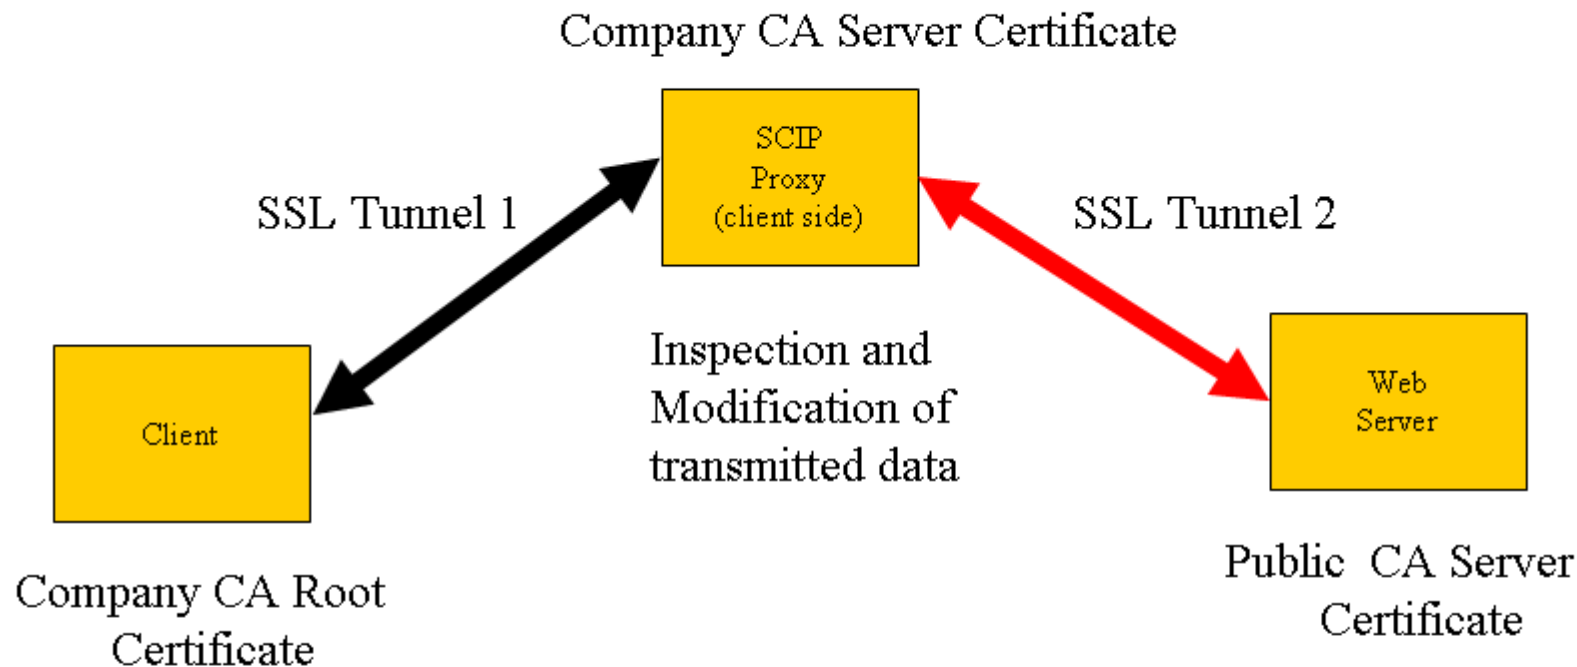 Company CA Server Certificate
SCIP
Proxy
(client side)
SSL Tunnel 1
SSL Tunnel 2
Inspection and
Modification of
transmitted data
Client
Web
Server
Company CA Root
Certificate
Public CA Server
Certificate